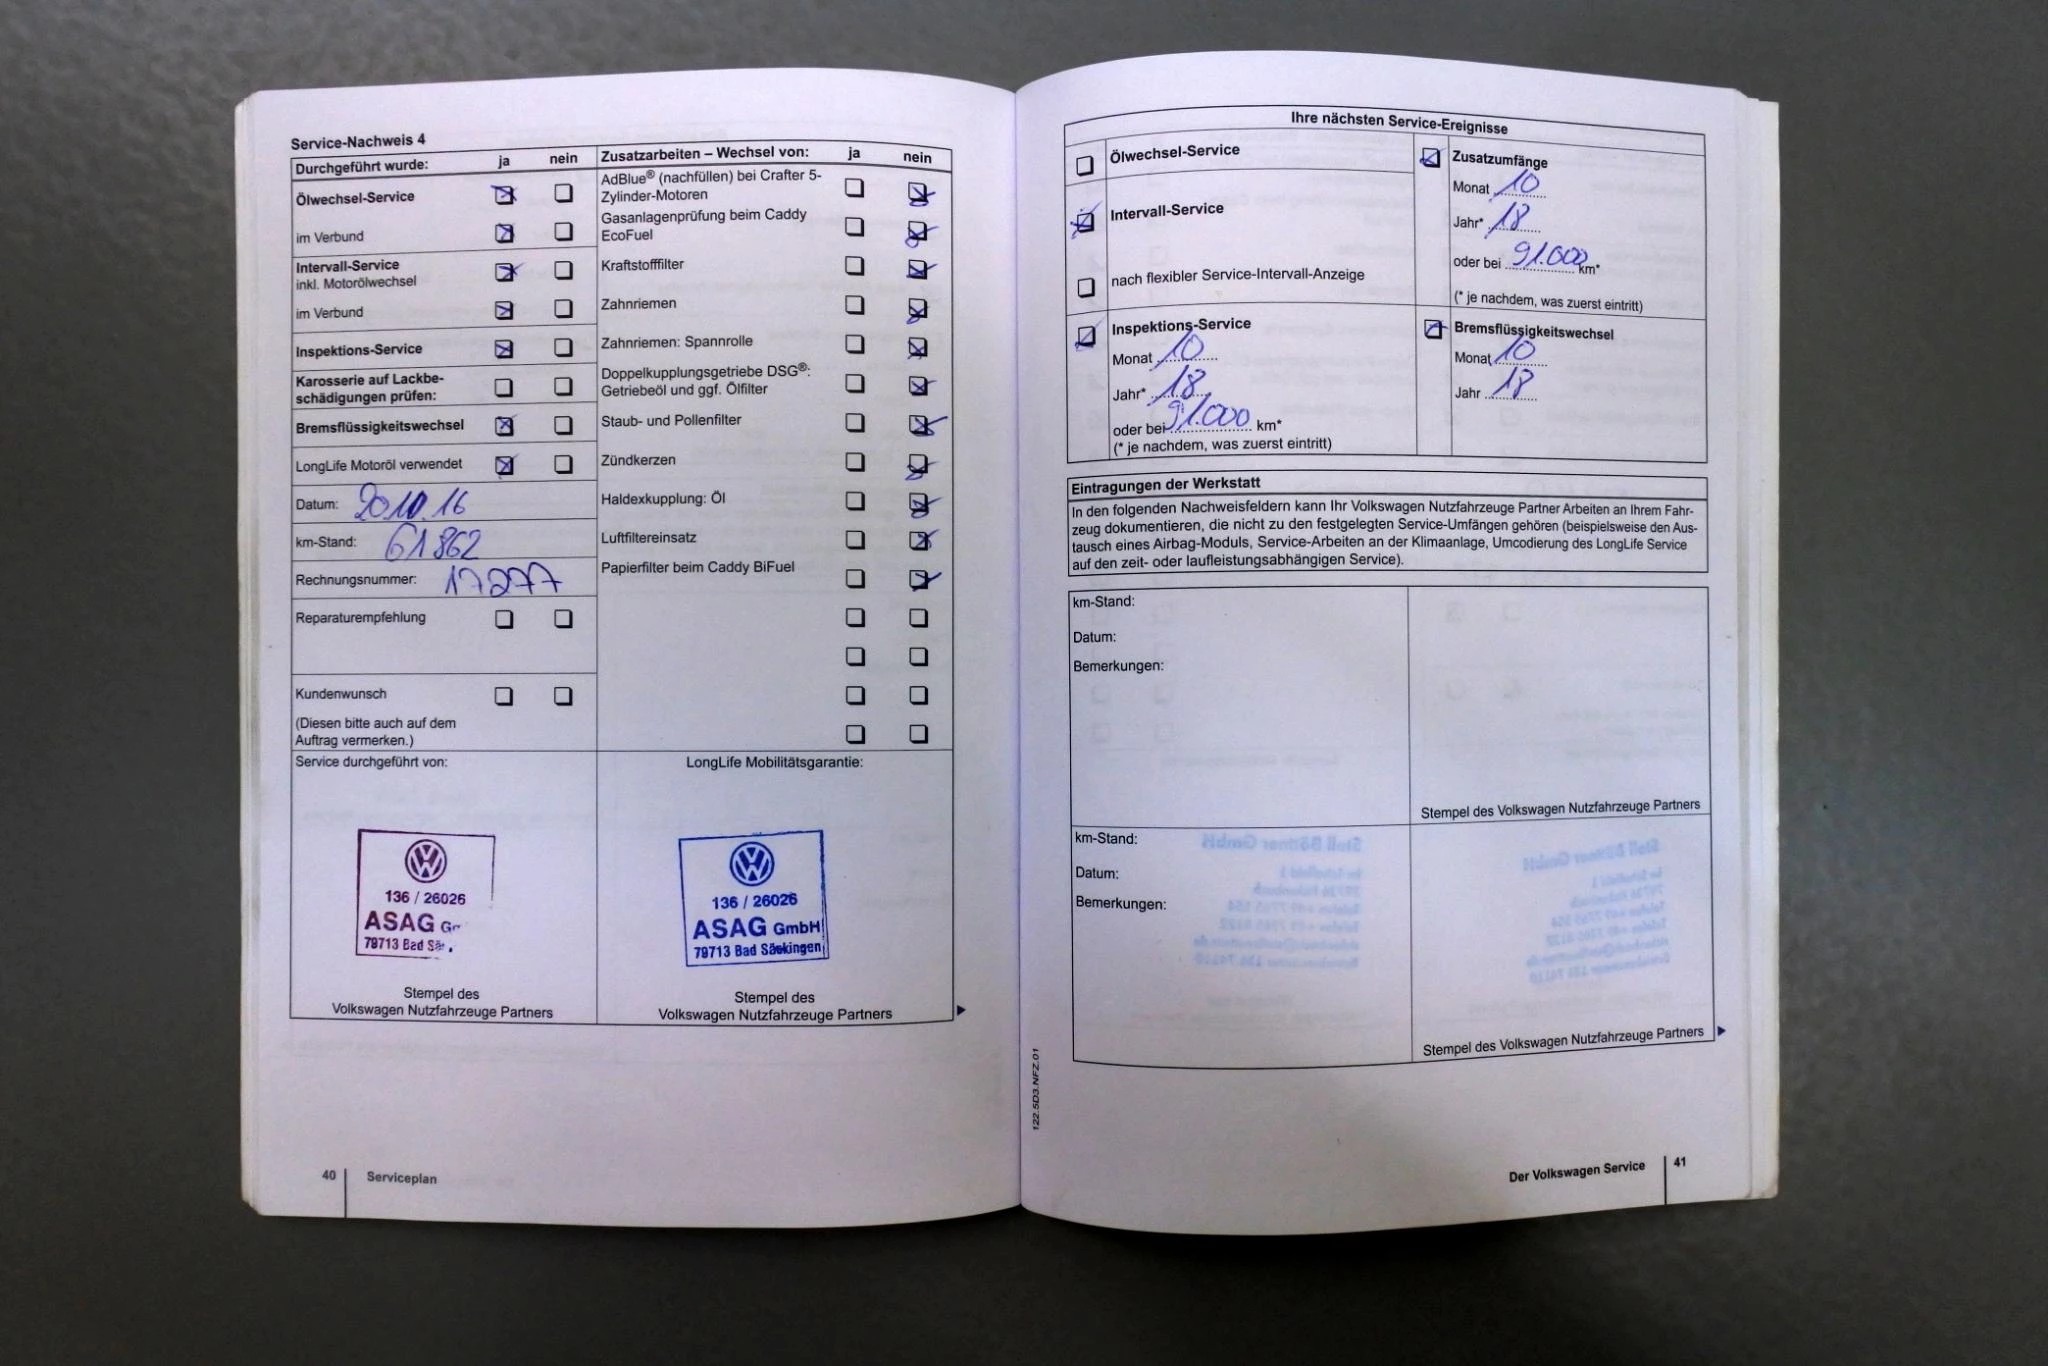 Service-Nachweis 4
Durchgeführt wurde: ja nein
Ölwechsel-Service
im Verbund
Intervall-Service
inkl. Motorölwechsel
im Verbund
Inspektions-Service
Karosserie auf Lackbe-
schädigungen prüfen:
Bremsflüssigkeitswechsel
LongLife Motoröl verwendet
Datum: 20.10.16
km-Stand: 61862
Rechnungsnummer: 17277
Reparaturempfehlung
Kundenwunsch
(Diesen bitte auch auf dem
Auftrag vermerken.)
Zusatzarbeiten – Wechsel von: ja nein
AdBlue® (nachfüllen) bei Crafter 5-
Zylinder-Motoren
Gasanlagenprüfung beim Caddy
EcoFuel
Kraftstofffilter
Zahnriemen
Zahnriemen: Spannrolle
Doppelkupplungsgetriebe DSG®:
Getriebeöl und ggf. Ölfilter
Staub- und Pollenfilter
Zündkerzen
Haldexkupplung: Öl
Luftfiltereinsatz
Papierfilter beim Caddy BiFuel
Service durchgeführt von:
136 / 26026
ASAG
79713 Bad
Stempel des
Volkswagen Nutzfahrzeuge Partners
LongLife Mobilitätsgarantie:
136 / 26026
ASAG GmbH
79713 Bad Säckingen
Stempel des
Volkswagen Nutzfahrzeuge Partners
40 Serviceplan
Ihre nächsten Service-Ereignisse
Ölwechsel-Service
Intervall-Service
nach flexibler Service-Intervall-Anzeige
Inspektions-Service
Monat 10
Jahr* 18
oder bei 91.000 km*
(* je nachdem, was zuerst eintritt)
Zusatzumfänge
Monat 10
Jahr* 18
oder bei 91.000 km*
(* je nachdem, was zuerst eintritt)
Bremsflüssigkeitswechsel
Monat 10
Jahr 18
Eintragungen der Werkstatt
In den folgenden Nachweisfeldern kann Ihr Volkswagen Nutzfahrzeuge Partner Arbeiten an Ihrem Fahr-
zeug dokumentieren, die nicht zu den festgelegten Service-Umfängen gehören (beispielsweise den Aus-
tausch eines Airbag-Moduls, Service-Arbeiten an der Klimaanlage, Umcodierung des LongLife Service
auf den zeit- oder laufleistungsabhängigen Service).
km-Stand:
Datum:
Bemerkungen:
Stempel des Volkswagen Nutzfahrzeuge Partners
km-Stand:
Datum:
Bemerkungen:
Stempel des Volkswagen Nutzfahrzeuge Partners
122.5D3.NFZ.01
Der Volkswagen Service 41